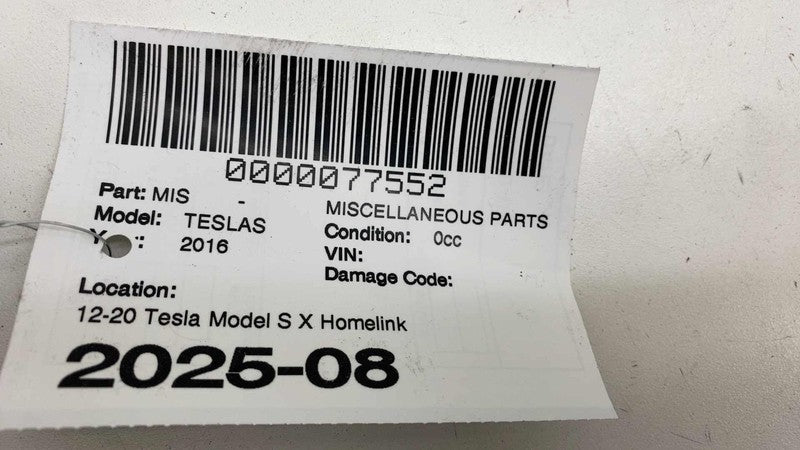 0000077552
Part: MIS - MISCELLANEOUS PARTS
Model: TESLAS Condition: 0cc
2016 VIN:
Damage Code:
Location:
12-20 Tesla Model S X Homelink
2025-08